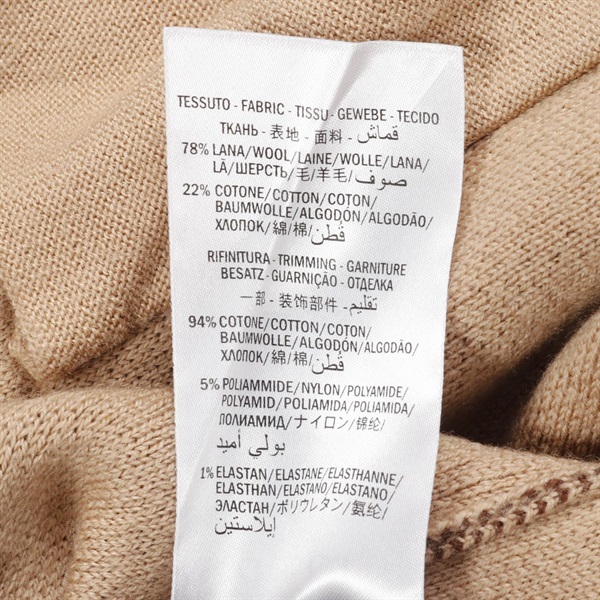 TESSUTO - FABRIC - TISSU - GEWEBE - TECIDO
ТКАНЬ - 表地 - 面料 - قماش
78% LANA/WOOL/LAINE/WOLLE/LANA/
LÃ/ШЕРСТЬ/毛/羊毛/صوف
22% COTONE/COTTON/COTON/
BAUMWOLLE/ALGODÓN/ALGODÃO/
ХЛОПОК/綿/棉/قطن
RIFINITURA - TRIMMING - GARNITURE
BESATZ - GUARNIÇÃO - ОТДЕЛКА
一部 - 装饰部件 - تقليم
94% COTONE/COTTON/COTON/
BAUMWOLLE/ALGODÓN/ALGODÃO/
ХЛОПОК/綿/棉/قطن
5% POLIAMMIDE/NYLON/POLYAMIDE/
POLYAMID/POLIAMIDA/POLIAMIDA/
ПОЛИАМИД/ナイロン/锦纶/
بولي أميد
1% ELASTAN/ELASTANE/ELASTHANNE/
ELASTHAN/ELASTANO/ELASTANO/
ЭЛАСТАН/ポリウレタン/氨纶/
إيلاستين